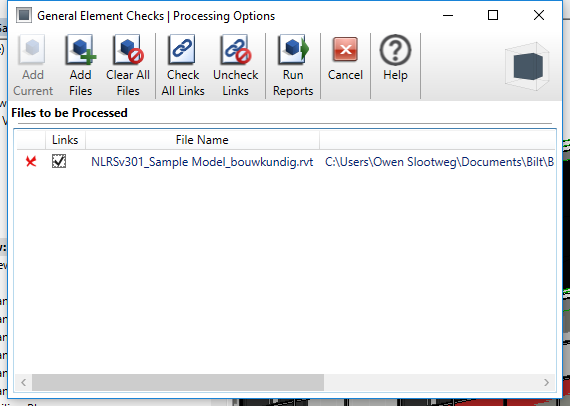 General Element Checks | Processing Options
Add Current
Add Files
Clear All Files
Check All Links
Uncheck Links
Run Reports
Cancel
Help
Files to be Processed
Links File Name
NLRSv301_Sample Model_bouwkundig.rvt C:\Users\Owen Slootweg\Documents\Bilt\B